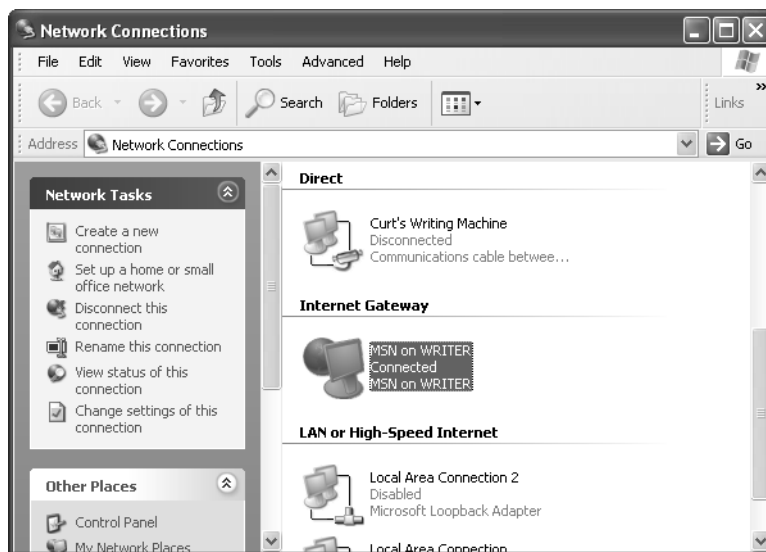 Network Connections
File Edit View Favorites Tools Advanced Help
Back Search Folders Links »
Address Network Connections Go
Network Tasks
Create a new
connection
Set up a home or small
office network
Disconnect this
connection
Rename this connection
View status of this
connection
Change settings of this
connection
Other Places
Control Panel
My Network Places
Direct
Curt's Writing Machine
Disconnected
Communications cable betwee...
Internet Gateway
MSN on WRITER
Connected
MSN on WRITER
LAN or High-Speed Internet
Local Area Connection 2
Disabled
Microsoft Loopback Adapter
Local Area Connection